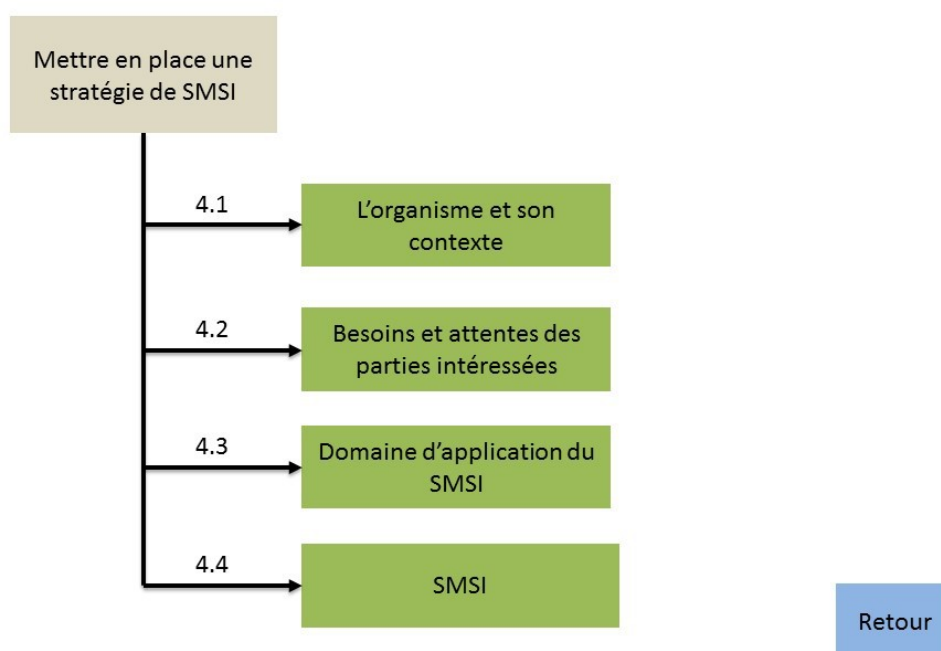 Mettre en place une
stratégie de SMSI
4.1
L’organisme et son
contexte
4.2
Besoins et attentes des
parties intéressées
4.3
Domaine d’application du
SMSI
4.4
SMSI
Retour